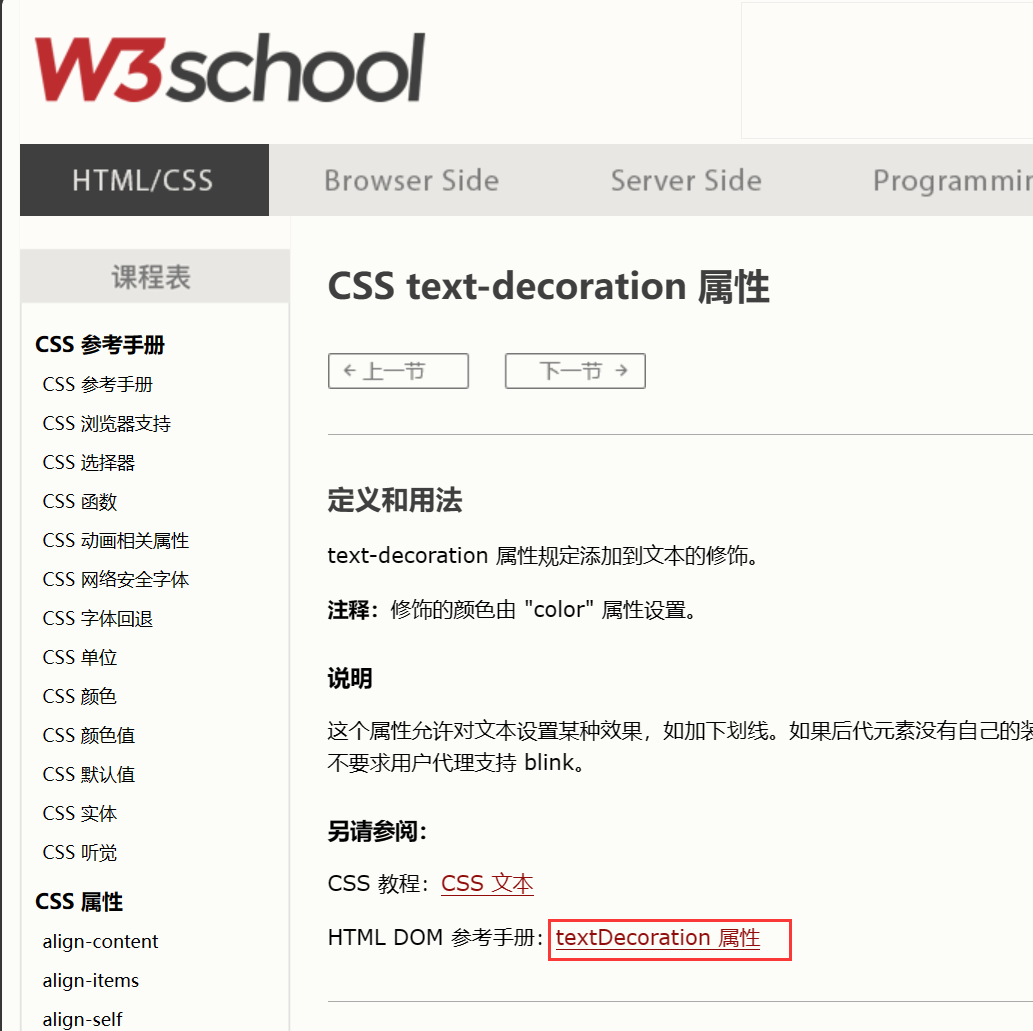 W3school
HTML/CSS Browser Side Server Side Programmin
课程表
CSS 参考手册
CSS 参考手册
CSS 浏览器支持
CSS 选择器
CSS 函数
CSS 动画相关属性
CSS 网络安全字体
CSS 字体回退
CSS 单位
CSS 颜色
CSS 颜色值
CSS 默认值
CSS 实体
CSS 听觉
CSS 属性
align-content
align-items
align-self
CSS text-decoration 属性
← 上一节 下一节 →
定义和用法
text-decoration 属性规定添加到文本的修饰。
注释：修饰的颜色由 "color" 属性设置。
说明
这个属性允许对文本设置某种效果，如加下划线。如果后代元素没有自己的装
不要求用户代理支持 blink。
另请参阅：
CSS 教程：CSS 文本
HTML DOM 参考手册：textDecoration 属性